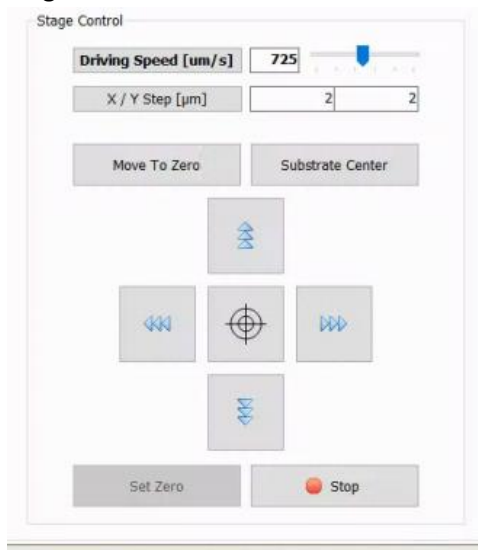 Stage Control
Driving Speed [um/s] 725
X / Y Step [µm] 2 2
Move To Zero Substrate Center
Set Zero Stop